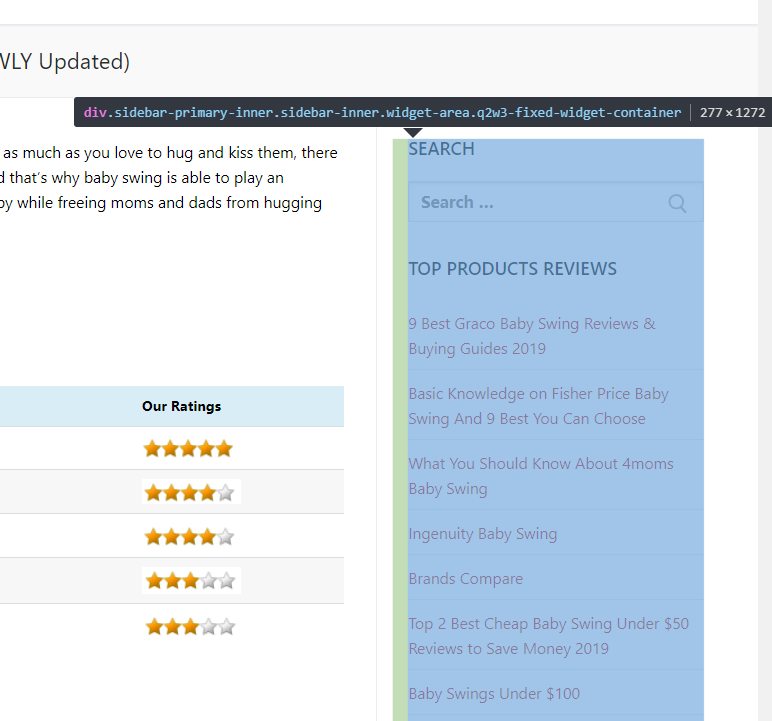 WLY Updated)
div.sidebar-primary-inner.sidebar-inner.widget-area.q2w3-fixed-widget-container 277 × 1272
as much as you love to hug and kiss them, there
d that's why baby swing is able to play an
by while freeing moms and dads from hugging
Our Ratings
SEARCH
Search ...
TOP PRODUCTS REVIEWS
9 Best Graco Baby Swing Reviews &
Buying Guides 2019
Basic Knowledge on Fisher Price Baby
Swing And 9 Best You Can Choose
What You Should Know About 4moms
Baby Swing
Ingenuity Baby Swing
Brands Compare
Top 2 Best Cheap Baby Swing Under $50
Reviews to Save Money 2019
Baby Swings Under $100